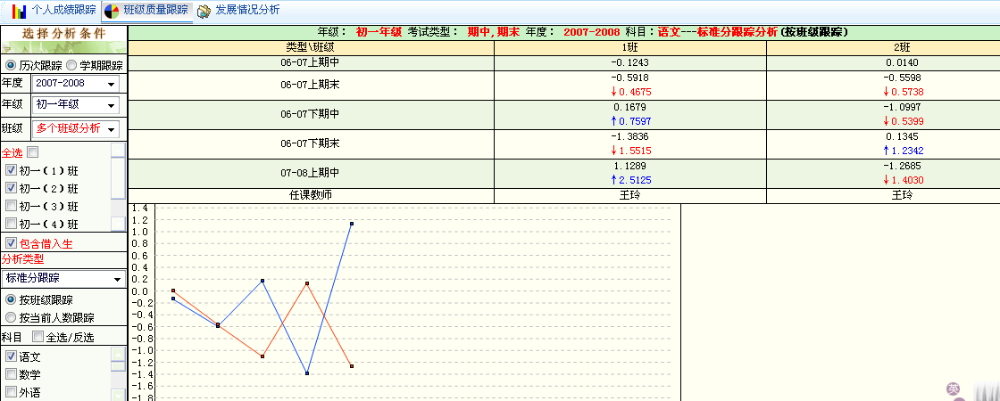 个人成绩跟踪 班级质量跟踪 发展情况分析
选择分析条件
历次跟踪 学期跟踪
年度 2007-2008
年级 初一年级
班级 多个班级分析
全选
初一(1)班
初一(2)班
初一(3)班
初一(4)班
包含借入生
分析类型
标准分跟踪
按班级跟踪
按当前人数跟踪
科目 全选/反选
语文
数学
外语
年级: 初一年级 考试类型: 期中,期末 年度: 2007-2008 科目:语文---标准分跟踪分析(按班级跟踪)
类型\班级 1班 2班
06-07上期中 -0.1243 0.0140
06-07上期末 -0.5918 -0.5598
↓0.4675 ↓0.5738
06-07下期中 0.1679 -1.0997
↑0.7597 ↓0.5399
06-07下期末 -1.3836 0.1345
↓1.5515 ↑1.2342
07-08上期中 1.1289 -1.2685
↑2.5125 ↓1.4030
任课教师 王玲 王玲
1.4
1.2
1.0
0.8
0.6
0.4
0.2
0.0
-0.2
-0.4
-0.6
-0.8
-1.0
-1.2
-1.4
-1.6
-1.8
英